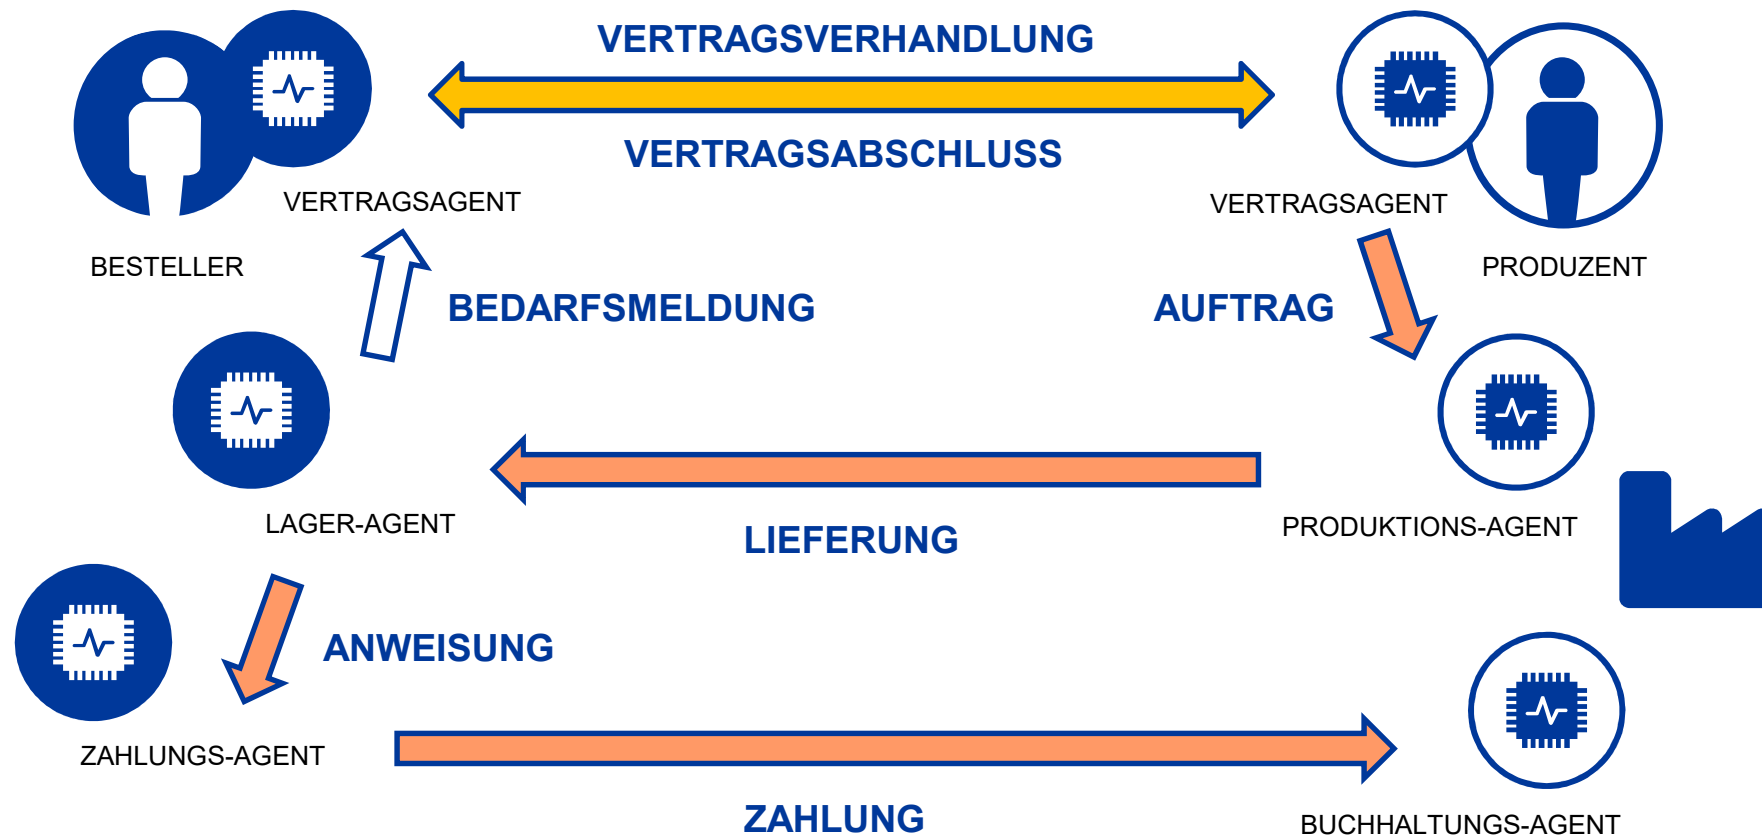 VERTRAGSVERHANDLUNG
VERTRAGSABSCHLUSS
VERTRAGSAGENT
VERTRAGSAGENT
BESTELLER
PRODUZENT
BEDARFSMELDUNG
AUFTRAG
LAGER-AGENT
PRODUKTIONS-AGENT
LIEFERUNG
ANWEISUNG
ZAHLUNGS-AGENT
ZAHLUNG
BUCHHALTUNGS-AGENT